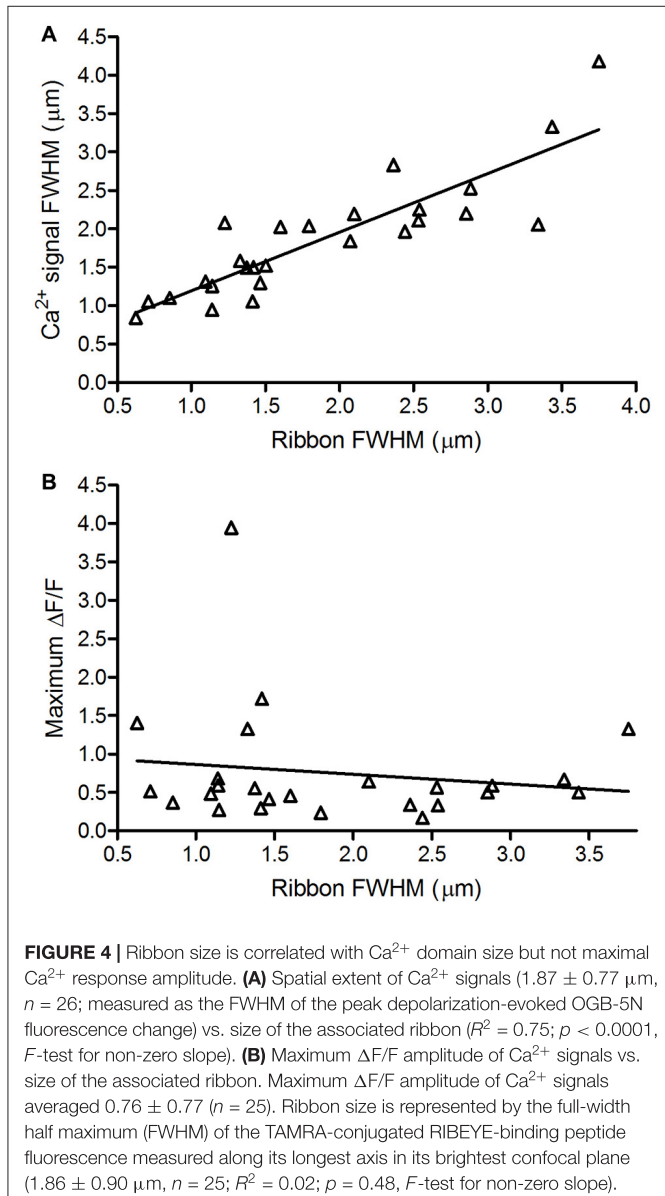 A
4.5
4.0
3.5
3.0
2.5
2.0
1.5
1.0
0.5
0.0
Ca2+ signal FWHM (μm)
0.5 1.0 1.5 2.0 2.5 3.0 3.5 4.0
Ribbon FWHM (μm)
B
4.5
4.0
3.5
3.0
2.5
2.0
1.5
1.0
0.5
0.0
Maximum ΔF/F
0.5 1.0 1.5 2.0 2.5 3.0 3.5
Ribbon FWHM (μm)
FIGURE 4 | Ribbon size is correlated with Ca2+ domain size but not maximal
Ca2+ response amplitude. (A) Spatial extent of Ca2+ signals (1.87 ± 0.77 μm,
n = 26; measured as the FWHM of the peak depolarization-evoked OGB-5N
fluorescence change) vs. size of the associated ribbon (R2 = 0.75; p < 0.0001,
F-test for non-zero slope). (B) Maximum ΔF/F amplitude of Ca2+ signals vs.
size of the associated ribbon. Maximum ΔF/F amplitude of Ca2+ signals
averaged 0.76 ± 0.77 (n = 25). Ribbon size is represented by the full-width
half maximum (FWHM) of the TAMRA-conjugated RIBEYE-binding peptide
fluorescence measured along its longest axis in its brightest confocal plane
(1.86 ± 0.90 μm, n = 25; R2 = 0.02; p = 0.48, F-test for non-zero slope).